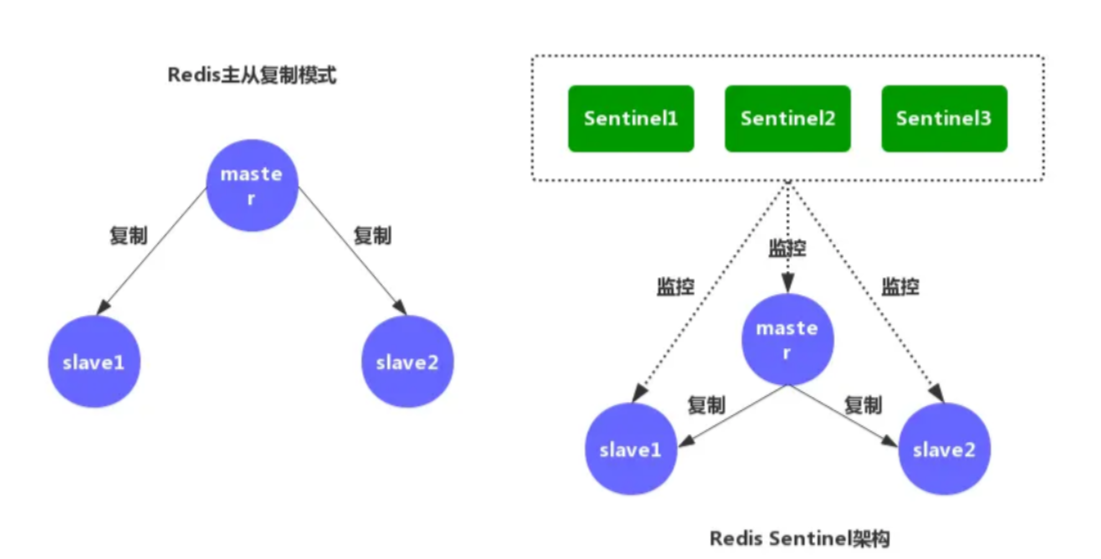 Redis主从复制模式
maste
r
复制
复制
slave1
slave2
Sentinel1
Sentinel2
Sentinel3
监控
监控
监控
maste
r
复制
复制
slave1
slave2
Redis Sentinel架构